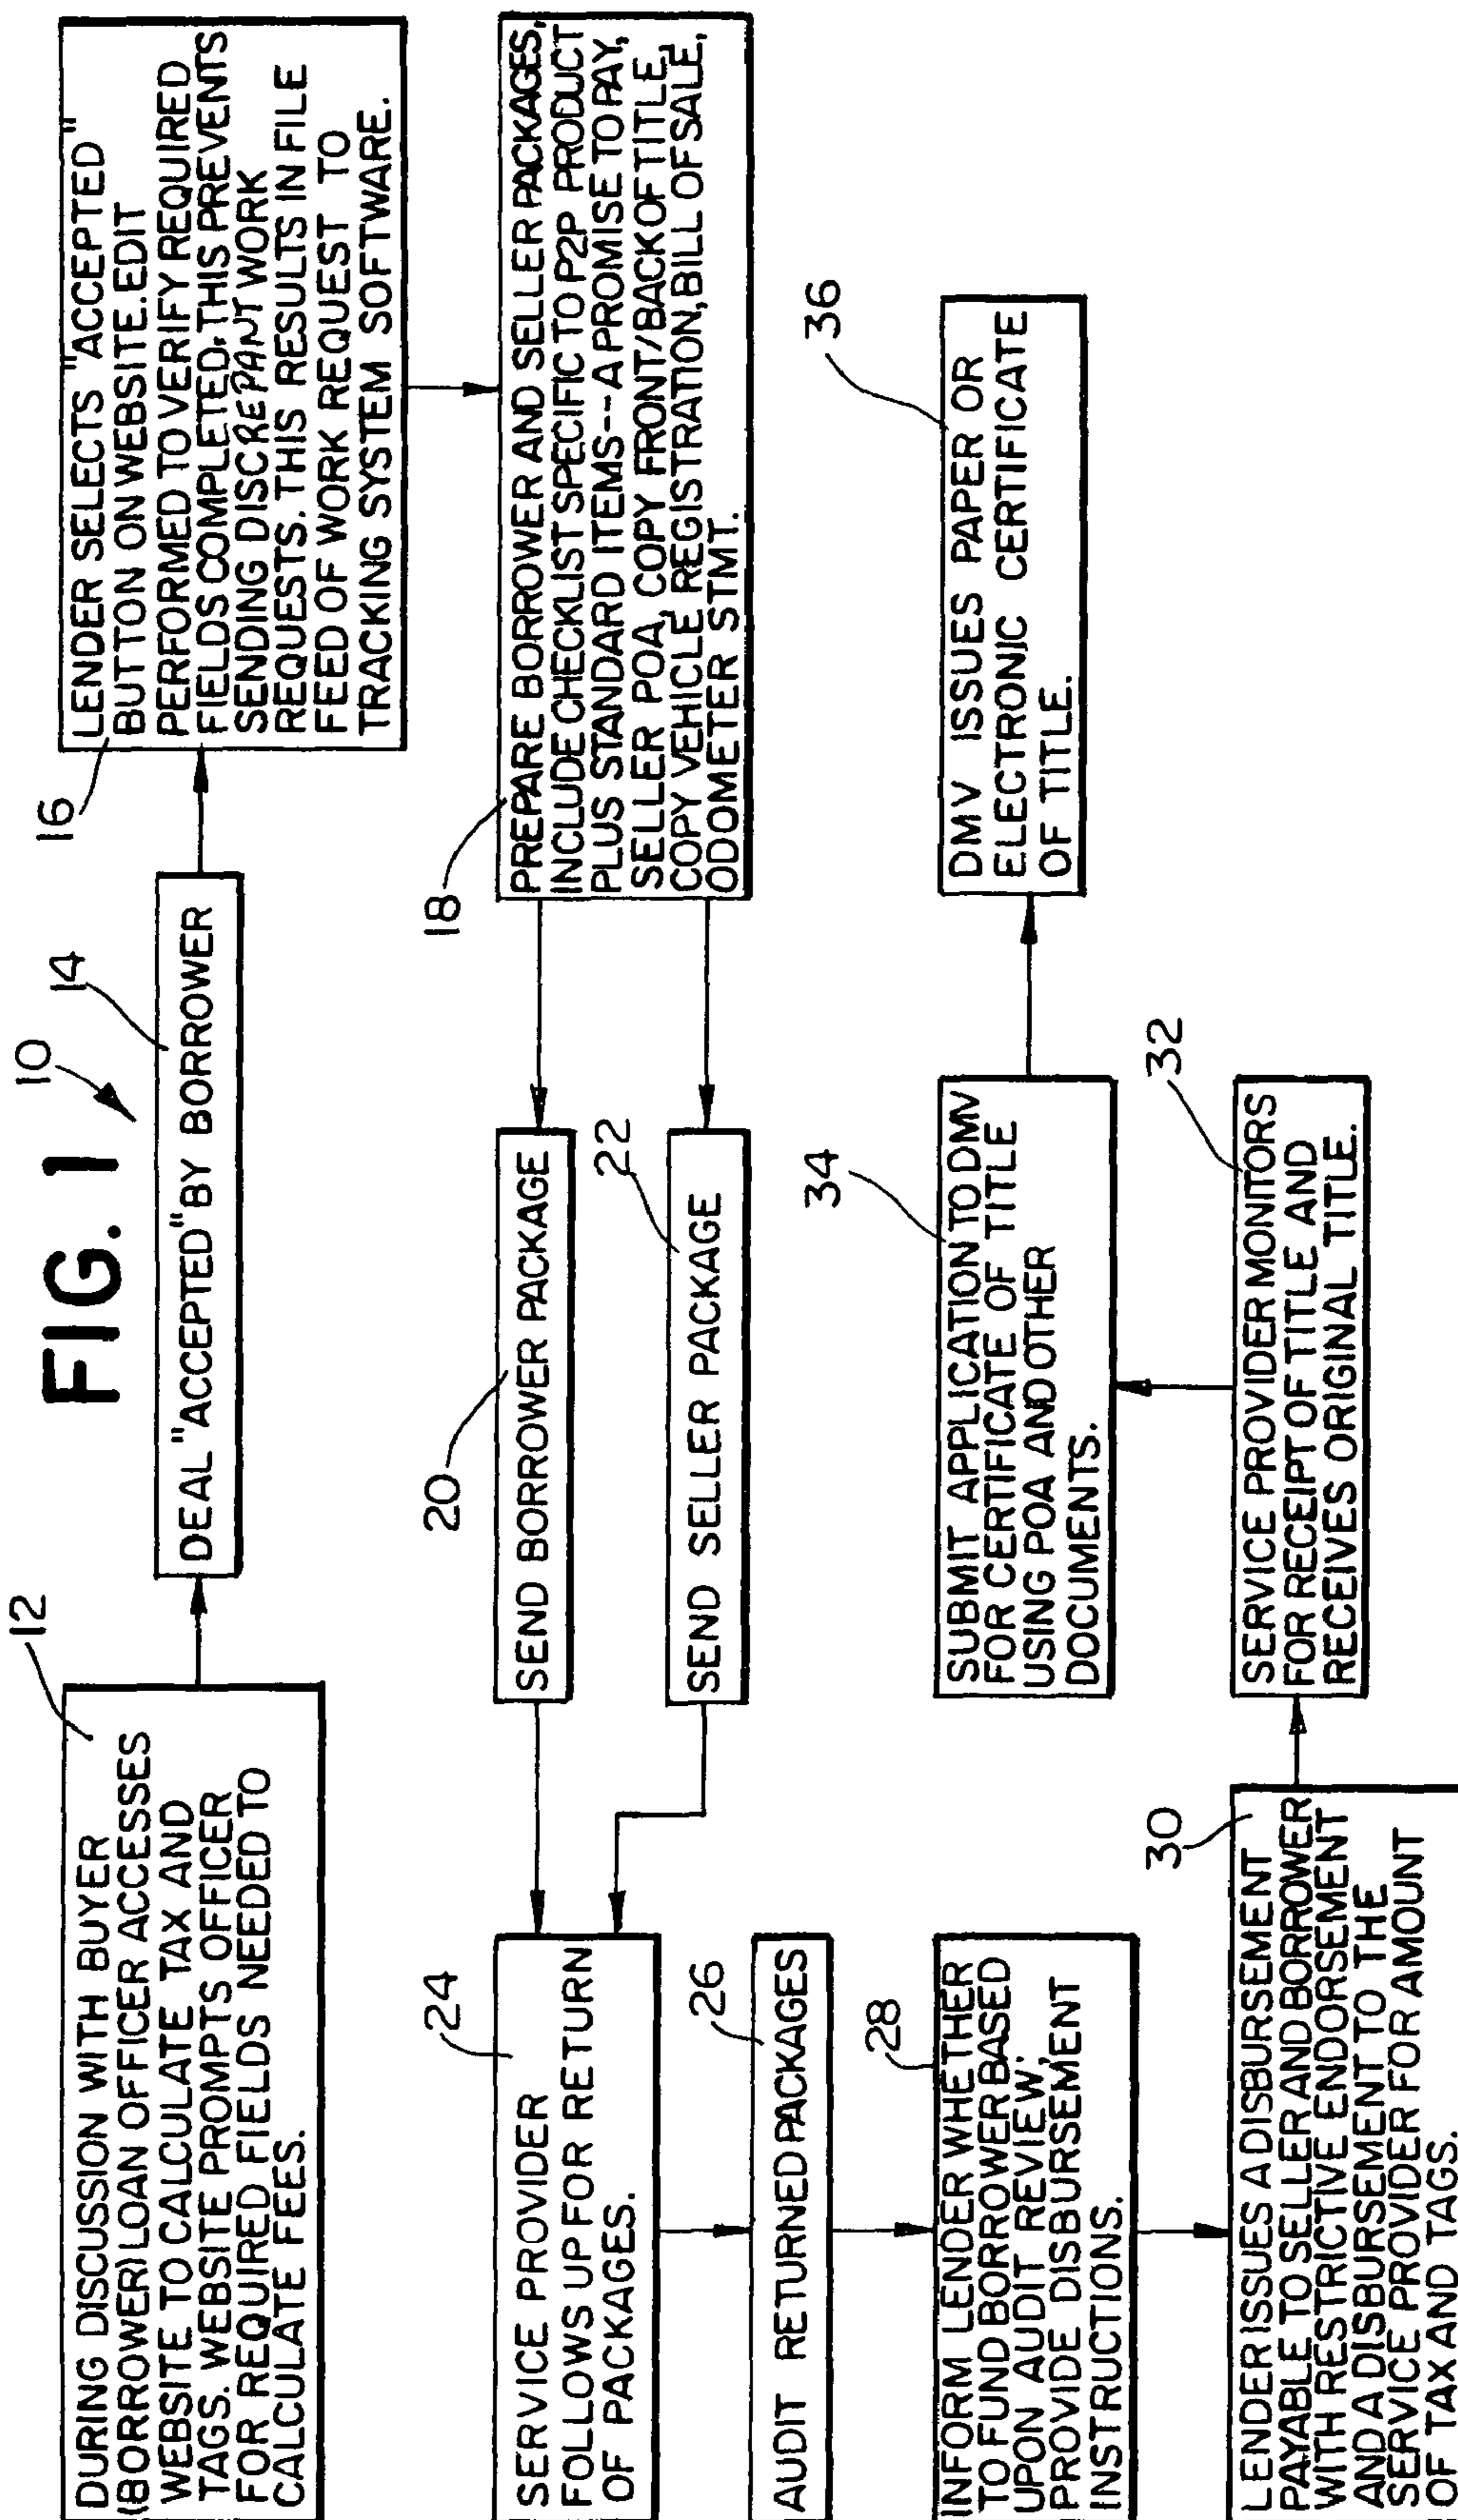 FIG. 1
10
12
DURING DISCUSSION WITH BUYER
(BORROWER) LOAN OFFICER ACCESSES
WEBSITE TO CALCULATE TAX AND
TAGS. WEBSITE PROMPTS OFFICER
FOR REQUIRED FIELDS NEEDED TO
CALCULATE FEES.
14
DEAL "ACCEPTED" BY BORROWER
16
LENDER SELECTS "ACCEPTED"
BUTTON ON WEBSITE. EDIT
PERFORMED TO VERIFY REQUIRED
FIELDS COMPLETED. THIS PREVENTS
SENDING DISCREPANT WORK
REQUESTS. THIS RESULTS IN FILE
FEED OF WORK REQUEST TO
TRACKING SYSTEM SOFTWARE.
18
PREPARE BORROWER AND SELLER PACKAGES,
INCLUDE CHECKLIST SPECIFIC TO P2P PRODUCT
PLUS STANDARD ITEMS--A PROMISE TO PAY,
SELLER POA, COPY FRONT/BACK OF TITLE,
COPY VEHICLE REGISTRATION, BILL OF SALE,
ODOMETER STMT.
20
SEND BORROWER PACKAGE
22
SEND SELLER PACKAGE
24
SERVICE PROVIDER
FOLLOWS UP FOR RETURN
OF PACKAGES.
26
AUDIT RETURNED PACKAGES
28
INFORM LENDER WHETHER
TO FUND BORROWER BASED
UPON AUDIT REVIEW;
PROVIDE DISBURSEMENT
INSTRUCTIONS.
30
LENDER ISSUES A DISBURSEMENT
PAYABLE TO SELLER AND BORROWER
WITH RESTRICTIVE ENDORSEMENT
AND A DISBURSEMENT TO THE
SERVICE PROVIDER FOR AMOUNT
OF TAX AND TAGS.
32
SERVICE PROVIDER MONITORS
FOR RECEIPT OF TITLE AND
RECEIVES ORIGINAL TITLE.
34
SUBMIT APPLICATION TO DMV
FOR CERTIFICATE OF TITLE
USING POA AND OTHER
DOCUMENTS.
36
DMV ISSUES PAPER OR
ELECTRONIC CERTIFICATE
OF TITLE.